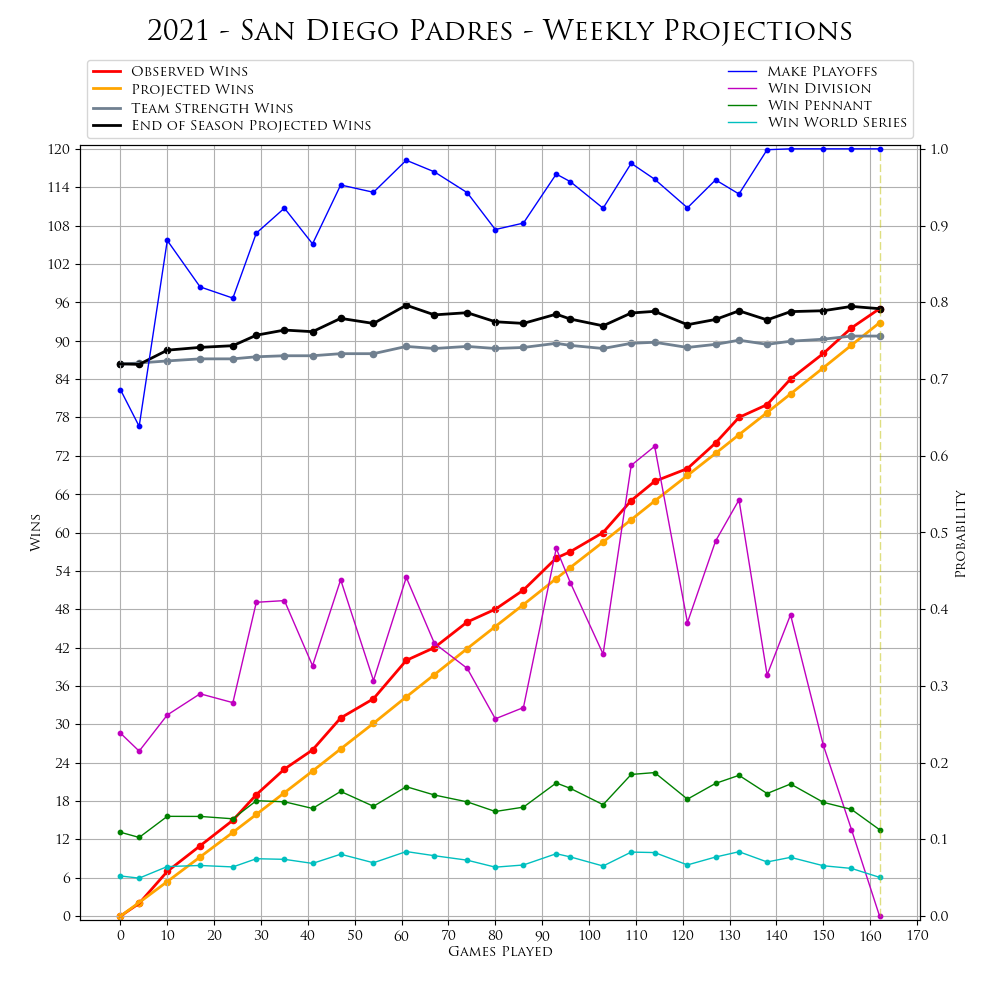 2021 - San Diego Padres - Weekly Projections
Observed Wins
Projected Wins
Team Strength Wins
End of Season Projected Wins
Make Playoffs
Win Division
Win Pennant
Win World Series
120
114
108
102
96
90
84
78
72
66
60
54
48
42
36
30
24
18
12
6
0
Wins
1.0
0.9
0.8
0.7
0.6
0.5
0.4
0.3
0.2
0.1
0.0
Probability
0 10 20 30 40 50 60 70 80 90 100 110 120 130 140 150 160 170
Games Played